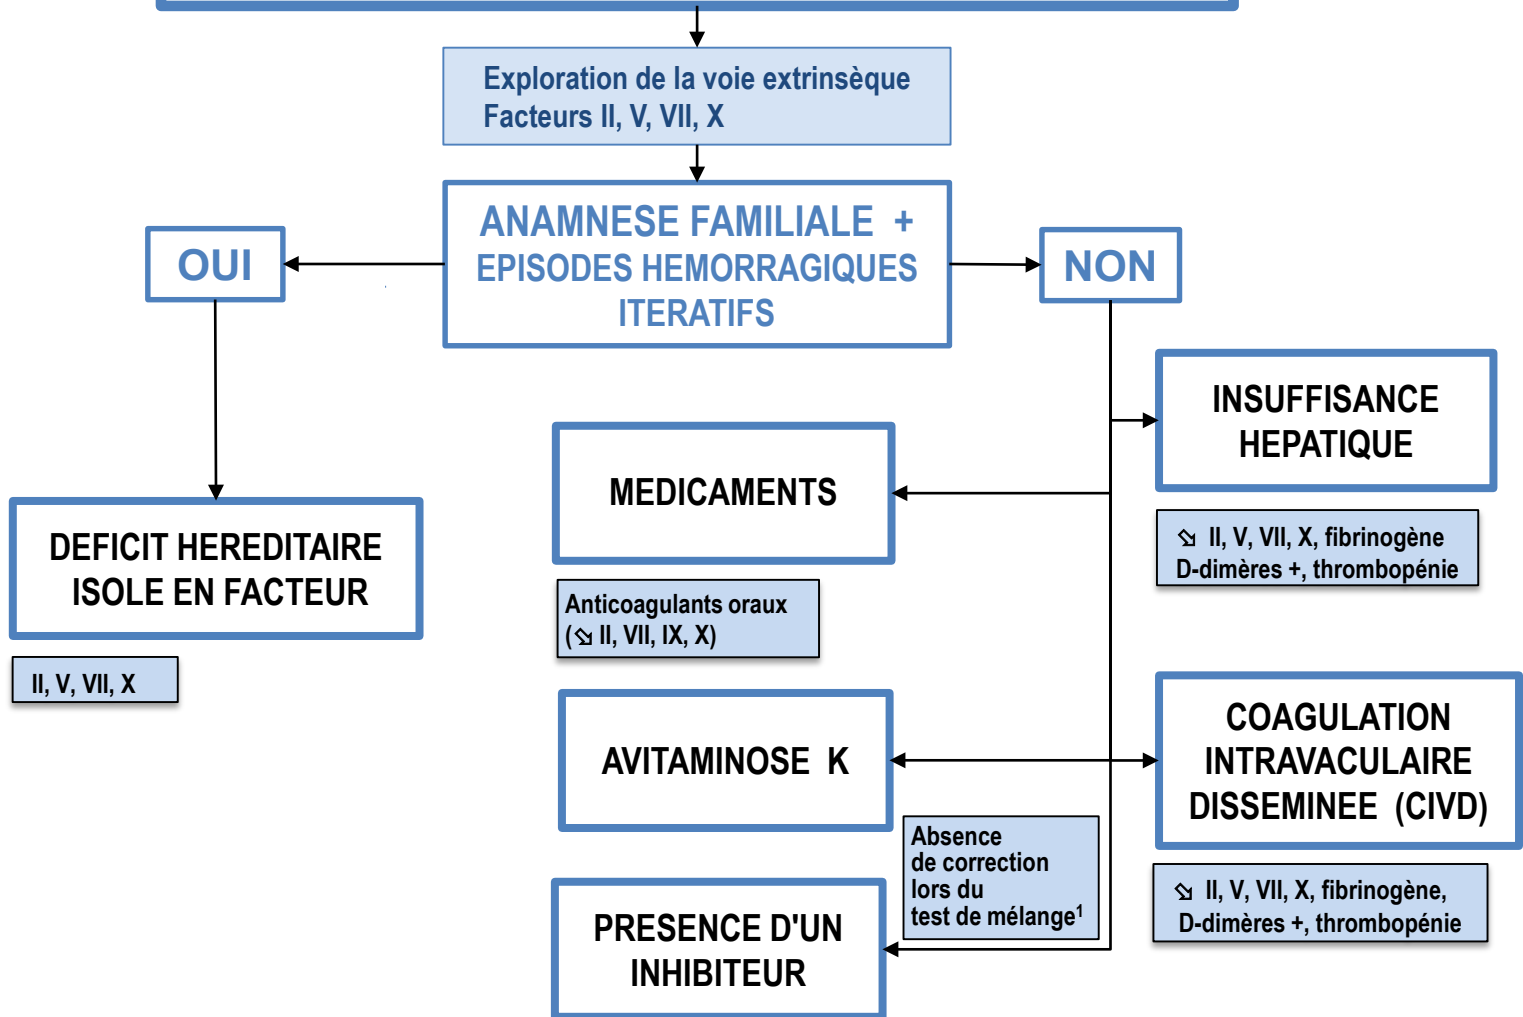 Exploration de la voie extrinsèque
Facteurs II, V, VII, X
ANAMNESE FAMILIALE +
EPISODES HEMORRAGIQUES
ITERATIFS
OUI
NON
INSUFFISANCE
HEPATIQUE
⇘ II, V, VII, X, fibrinogène
D-dimères +, thrombopénie
MEDICAMENTS
Anticoagulants oraux
(⇘ II, VII, IX, X)
DEFICIT HEREDITAIRE
ISOLE EN FACTEUR
II, V, VII, X
AVITAMINOSE K
COAGULATION
INTRAVACULAIRE
DISSEMINEE (CIVD)
⇘ II, V, VII, X, fibrinogène,
D-dimères +, thrombopénie
Absence
de correction
lors du
test de mélange¹
PRESENCE D'UN
INHIBITEUR